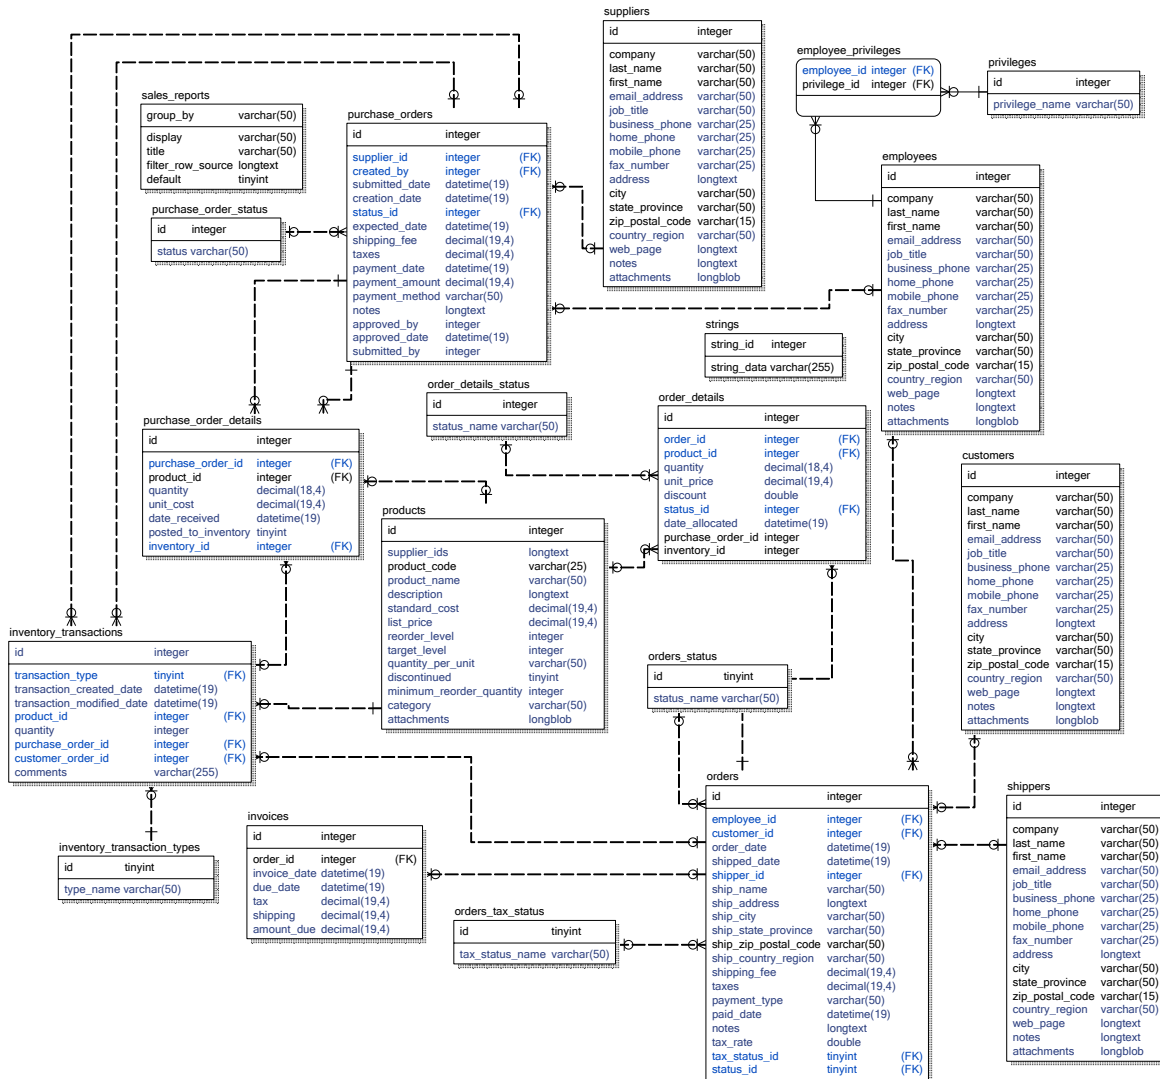 suppliers
id integer
company varchar(50)
last_name varchar(50)
first_name varchar(50)
email_address varchar(50)
job_title varchar(50)
business_phone varchar(25)
home_phone varchar(25)
mobile_phone varchar(25)
fax_number varchar(25)
address longtext
city varchar(50)
state_province varchar(50)
zip_postal_code varchar(15)
country_region varchar(50)
web_page longtext
notes longtext
attachments longblob
employee_privileges
employee_id integer (FK)
privilege_id integer (FK)
privileges
id integer
privilege_name varchar(50)
sales_reports
group_by varchar(50)
display varchar(50)
title varchar(50)
filter_row_source longtext
default tinyint
purchase_orders
id integer
supplier_id integer (FK)
created_by integer (FK)
submitted_date datetime(19)
creation_date datetime(19)
status_id integer (FK)
expected_date datetime(19)
shipping_fee decimal(19,4)
taxes decimal(19,4)
payment_date datetime(19)
payment_amount decimal(19,4)
payment_method varchar(50)
notes longtext
approved_by integer
approved_date datetime(19)
submitted_by integer
purchase_order_status
id integer
status varchar(50)
employees
id integer
company varchar(50)
last_name varchar(50)
first_name varchar(50)
email_address varchar(50)
job_title varchar(50)
business_phone varchar(25)
home_phone varchar(25)
mobile_phone varchar(25)
fax_number varchar(25)
address longtext
city varchar(50)
state_province varchar(50)
zip_postal_code varchar(15)
country_region varchar(50)
web_page longtext
notes longtext
attachments longblob
strings
string_id integer
string_data varchar(255)
order_details_status
id integer
status_name varchar(50)
order_details
id integer
order_id integer (FK)
product_id integer (FK)
quantity decimal(18,4)
unit_price decimal(19,4)
discount double
status_id integer (FK)
date_allocated datetime(19)
purchase_order_id integer
inventory_id integer
purchase_order_details
id integer
purchase_order_id integer (FK)
product_id integer (FK)
quantity decimal(18,4)
unit_cost decimal(19,4)
date_received datetime(19)
posted_to_inventory tinyint
inventory_id integer (FK)
customers
id integer
company varchar(50)
last_name varchar(50)
first_name varchar(50)
email_address varchar(50)
job_title varchar(50)
business_phone varchar(25)
home_phone varchar(25)
mobile_phone varchar(25)
fax_number varchar(25)
address longtext
city varchar(50)
state_province varchar(50)
zip_postal_code varchar(15)
country_region varchar(50)
web_page longtext
notes longtext
attachments longblob
products
id integer
supplier_ids longtext
product_code varchar(25)
product_name varchar(50)
description longtext
standard_cost decimal(19,4)
list_price decimal(19,4)
reorder_level integer
target_level integer
quantity_per_unit varchar(50)
discontinued tinyint
minimum_reorder_quantity integer
category varchar(50)
attachments longblob
inventory_transactions
id integer
transaction_type tinyint (FK)
transaction_created_date datetime(19)
transaction_modified_date datetime(19)
product_id integer (FK)
quantity integer
purchase_order_id integer (FK)
customer_order_id integer (FK)
comments varchar(255)
orders_status
id tinyint
status_name varchar(50)
orders
id integer
employee_id integer (FK)
customer_id integer (FK)
order_date datetime(19)
shipped_date datetime(19)
shipper_id integer (FK)
ship_name varchar(50)
ship_address longtext
ship_city varchar(50)
ship_state_province varchar(50)
ship_zip_postal_code varchar(50)
ship_country_region varchar(50)
shipping_fee decimal(19,4)
taxes decimal(19,4)
payment_type varchar(50)
paid_date datetime(19)
notes longtext
tax_rate double
tax_status_id tinyint (FK)
status_id tinyint (FK)
shippers
id integer
company varchar(50)
last_name varchar(50)
first_name varchar(50)
email_address varchar(50)
job_title varchar(50)
business_phone varchar(25)
home_phone varchar(25)
mobile_phone varchar(25)
fax_number varchar(25)
address longtext
city varchar(50)
state_province varchar(50)
zip_postal_code varchar(15)
country_region varchar(50)
web_page longtext
notes longtext
attachments longblob
invoices
id integer
order_id integer (FK)
invoice_date datetime(19)
due_date datetime(19)
tax decimal(19,4)
shipping decimal(19,4)
amount_due decimal(19,4)
inventory_transaction_types
id tinyint
type_name varchar(50)
orders_tax_status
id tinyint
tax_status_name varchar(50)